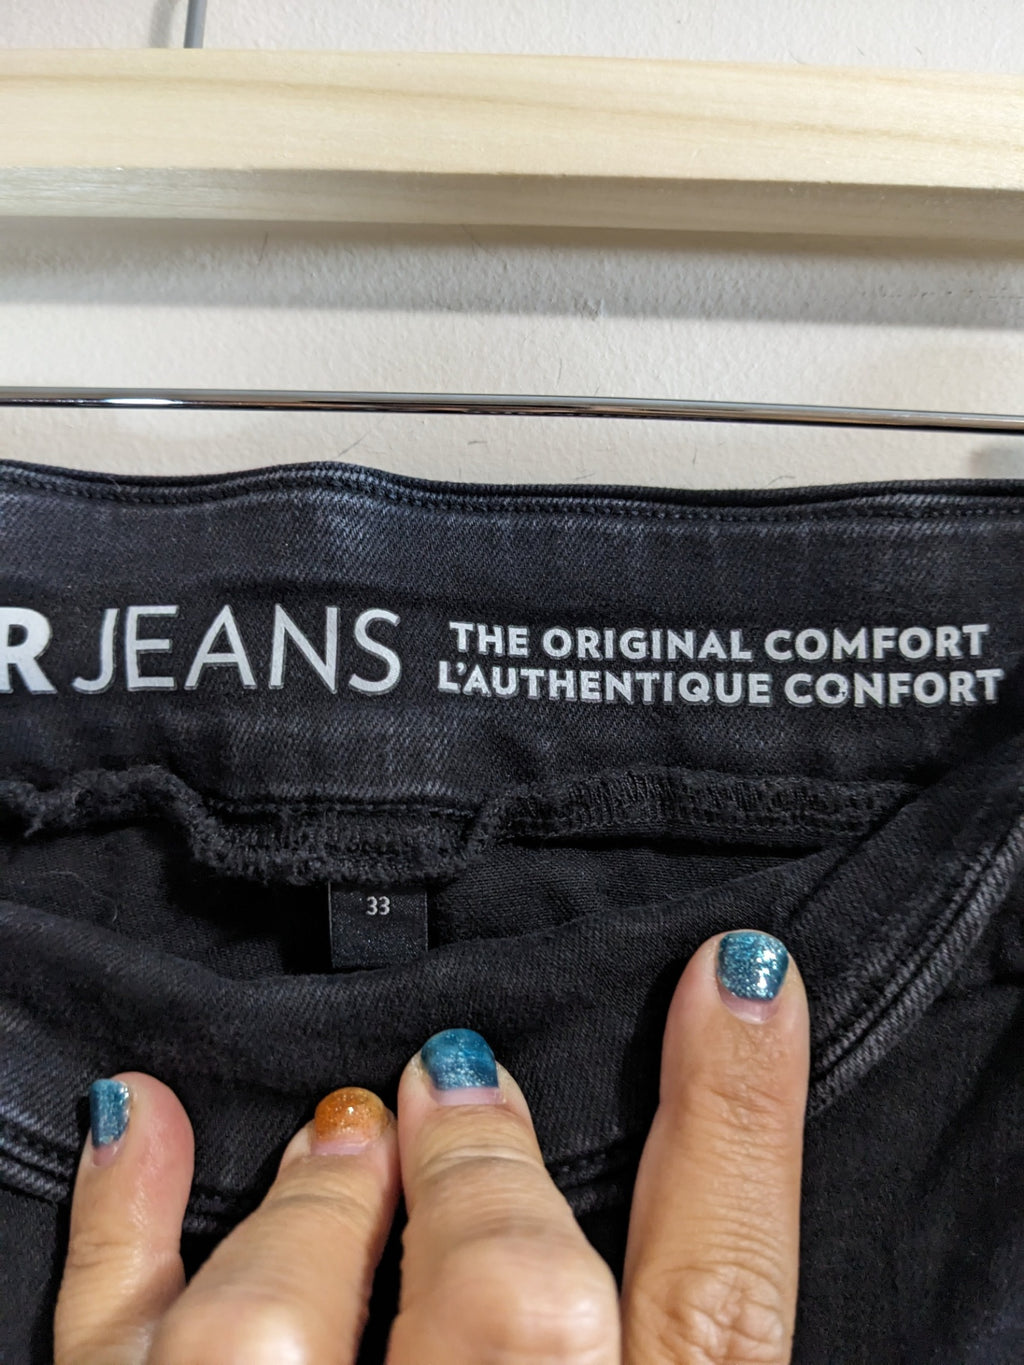 R JEANS
THE ORIGINAL COMFORT
L'AUTHENTIQUE CONFORT
33